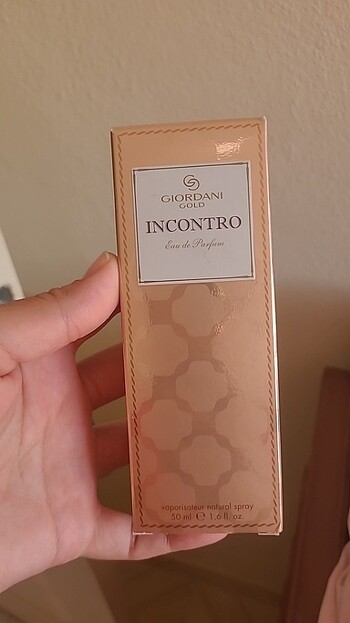 GIORDANI
GOLD
INCONTRO
Eau de Parfum
vaporisateur natural spray
50 ml ℮ 1.6 fl. oz.